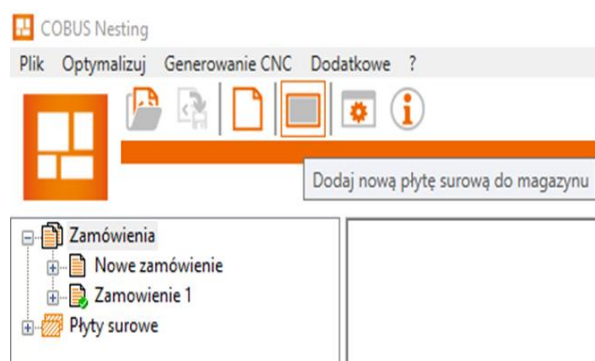 COBUS Nesting
Plik Optymalizuj Generowanie CNC Dodatkowe ?
Dodaj nową płytę surową do magazynu
Zamówienia
Nowe zamówienie
Zamowienie 1
Płyty surowe